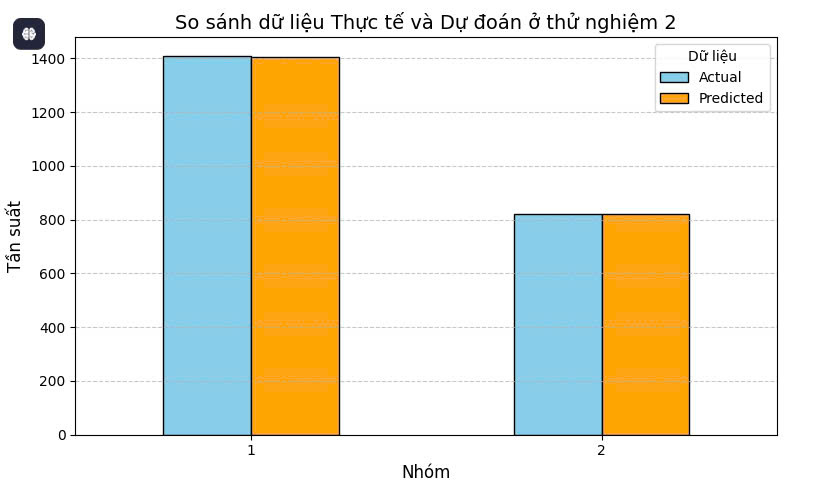 So sánh dữ liệu Thực tế và Dự đoán ở thử nghiệm 2
Dữ liệu
Actual
Predicted
Tần suất
1400
1200
1000
800
600
400
200
0
1
2
Nhóm